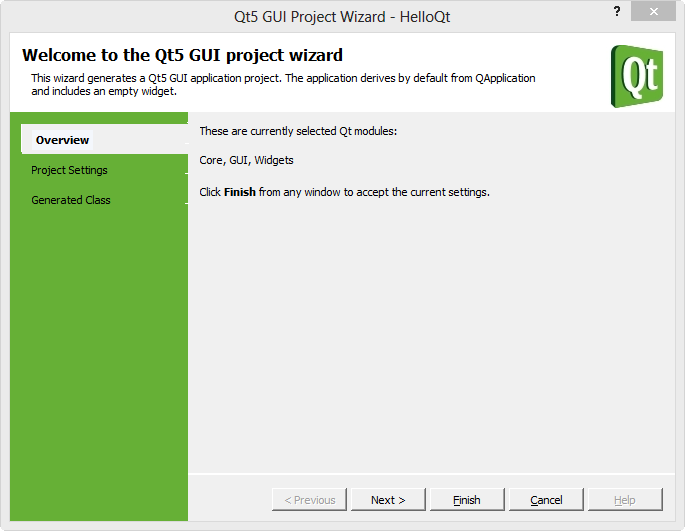 Qt5 GUI Project Wizard - HelloQt
?
×
Welcome to the Qt5 GUI project wizard
This wizard generates a Qt5 GUI application project. The application derives by default from QApplication
and includes an empty widget.
Qt
Overview
Project Settings
Generated Class
These are currently selected Qt modules:
Core, GUI, Widgets
Click Finish from any window to accept the current settings.
< Previous
Next >
Finish
Cancel
Help